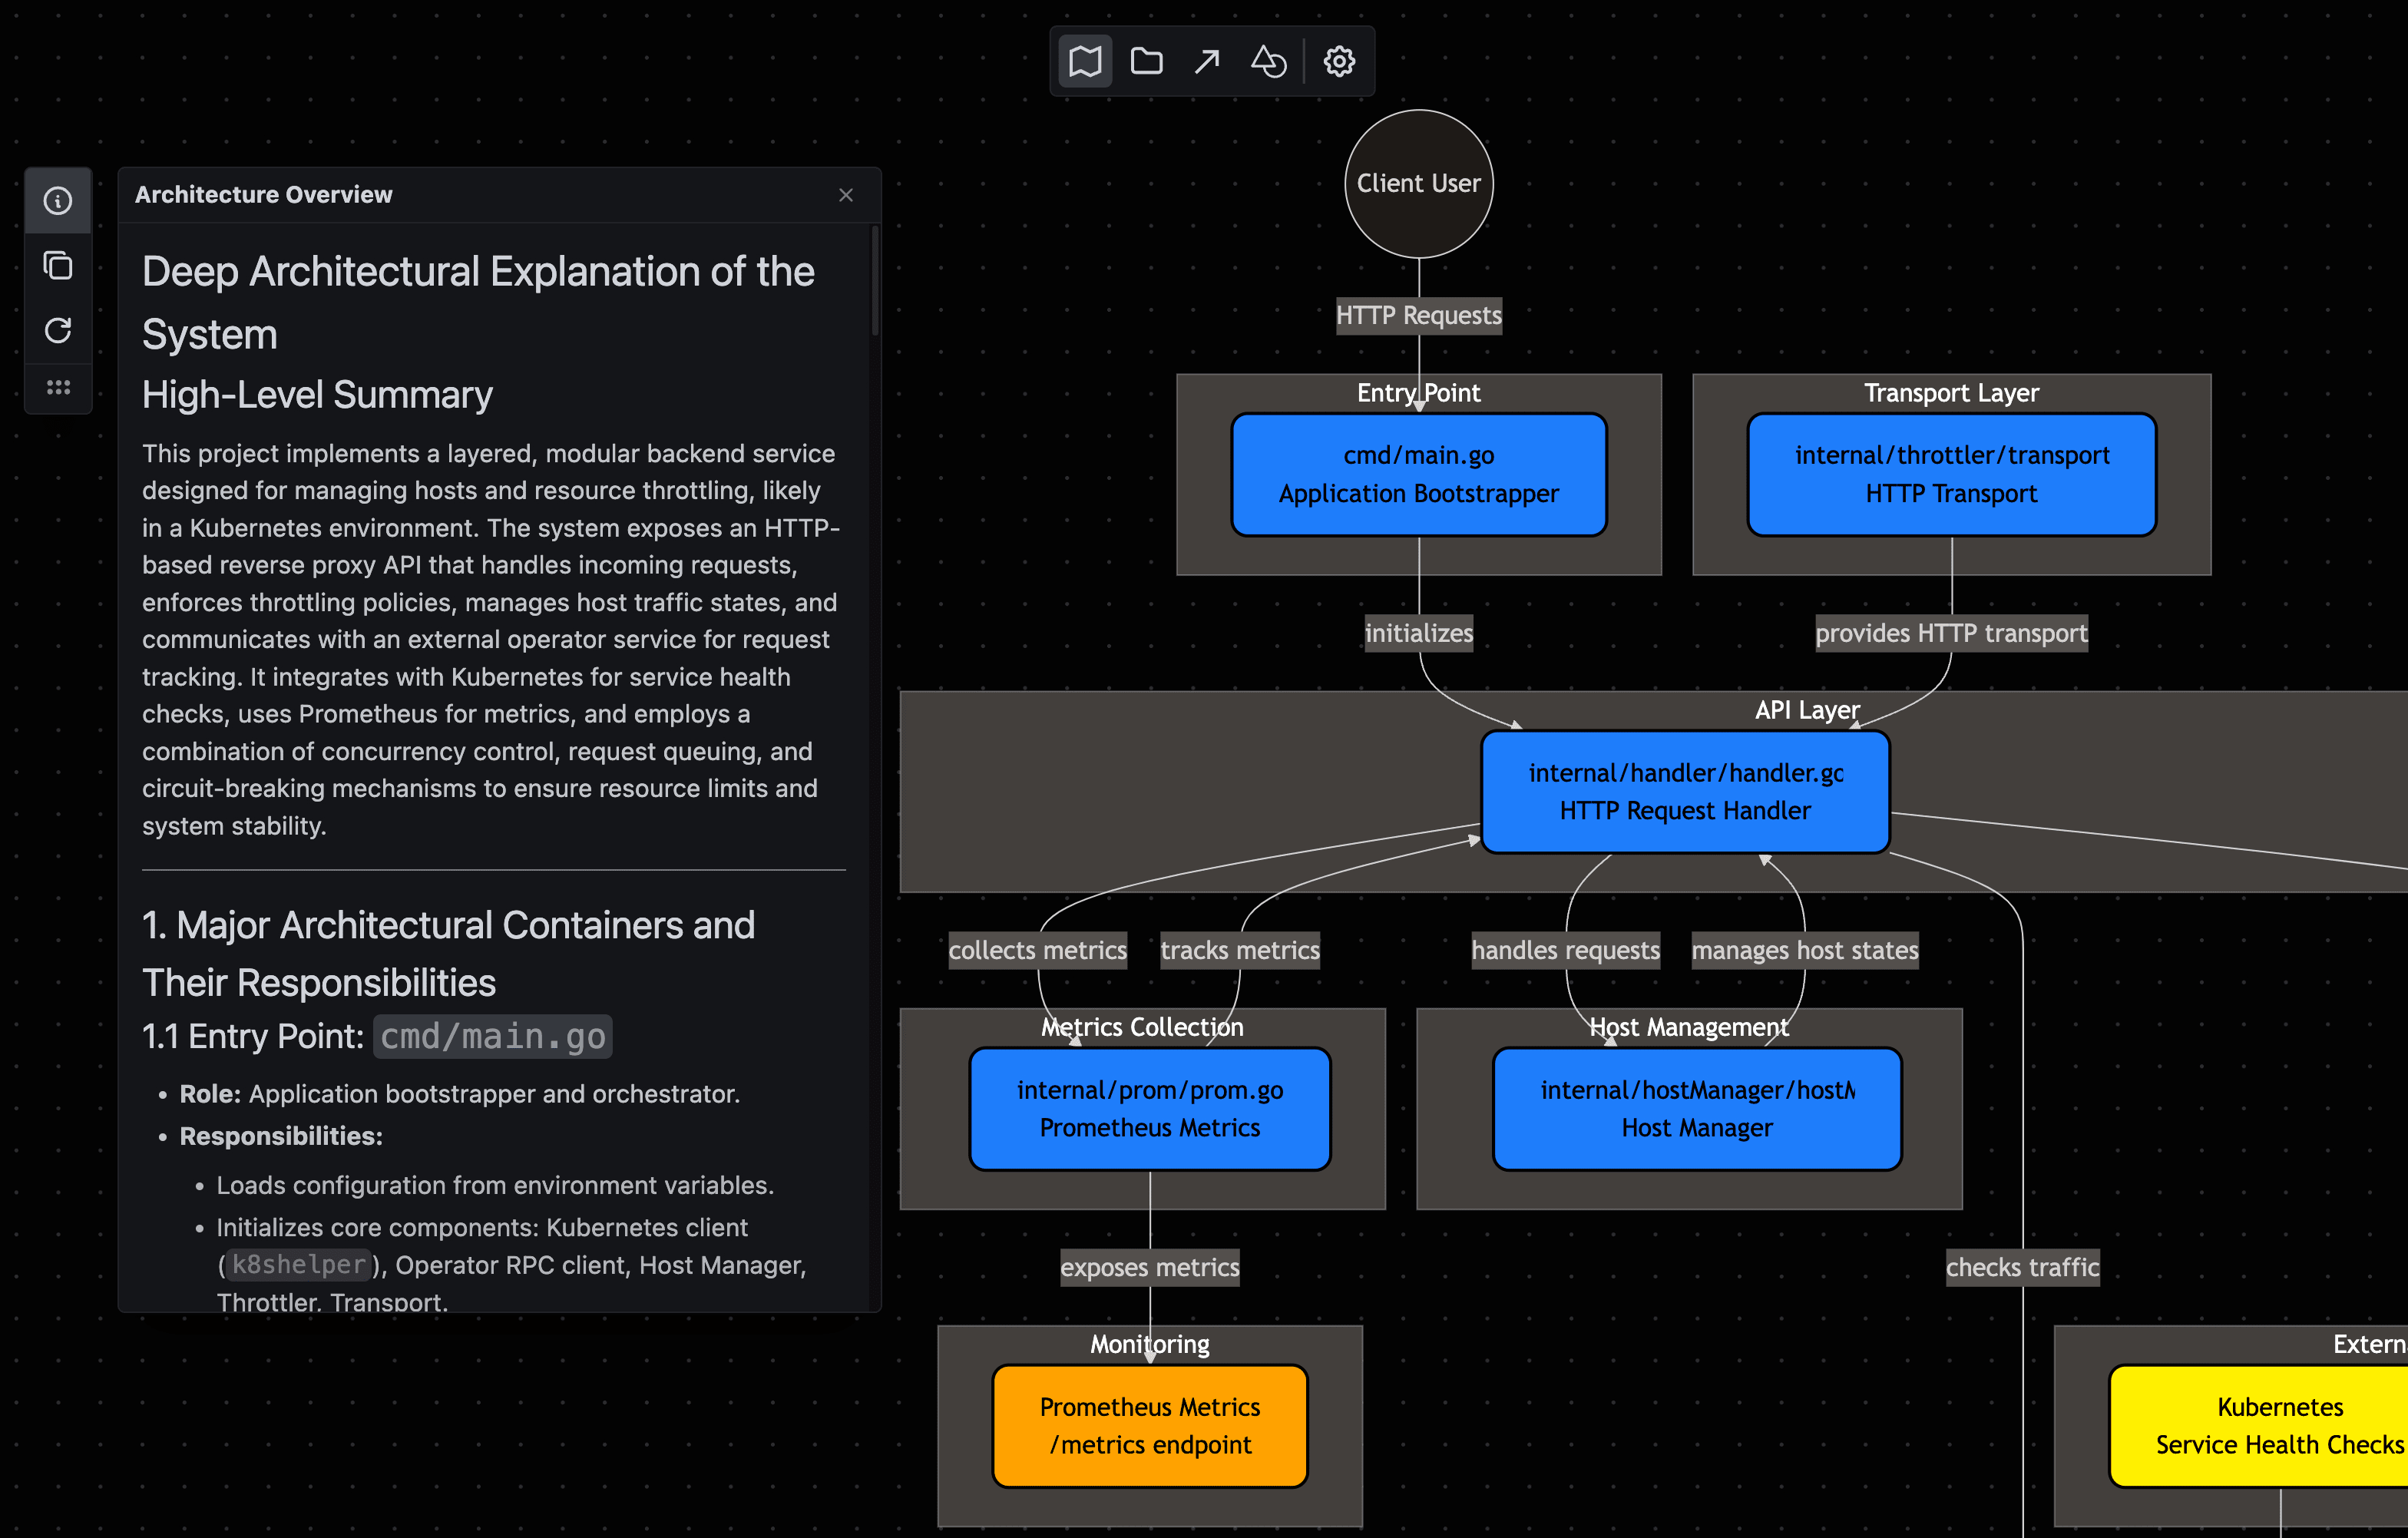 Architecture Overview
Deep Architectural Explanation of the
System
High-Level Summary
This project implements a layered, modular backend service
designed for managing hosts and resource throttling, likely
in a Kubernetes environment. The system exposes an HTTP-
based reverse proxy API that handles incoming requests,
enforces throttling policies, manages host traffic states, and
communicates with an external operator service for request
tracking. It integrates with Kubernetes for service health
checks, uses Prometheus for metrics, and employs a
combination of concurrency control, request queuing, and
circuit-breaking mechanisms to ensure resource limits and
system stability.
1. Major Architectural Containers and
Their Responsibilities
1.1 Entry Point: cmd/main.go
• Role: Application bootstrapper and orchestrator.
• Responsibilities:
• Loads configuration from environment variables.
• Initializes core components: Kubernetes client
(k8shelper), Operator RPC client, Host Manager,
Throttler, Transport.
Client User
HTTP Requests
Entry Point
cmd/main.go
Application Bootstrapper
Transport Layer
internal/throttler/transport
HTTP Transport
initializes
provides HTTP transport
API Layer
internal/handler/handler.go
HTTP Request Handler
collects metrics
tracks metrics
handles requests
manages host states
Metrics Collection
internal/prom/prom.go
Prometheus Metrics
Host Management
internal/hostManager/hostM
Host Manager
exposes metrics
checks traffic
Monitoring
Prometheus Metrics
/metrics endpoint
Extern
Kubernetes
Service Health Checks